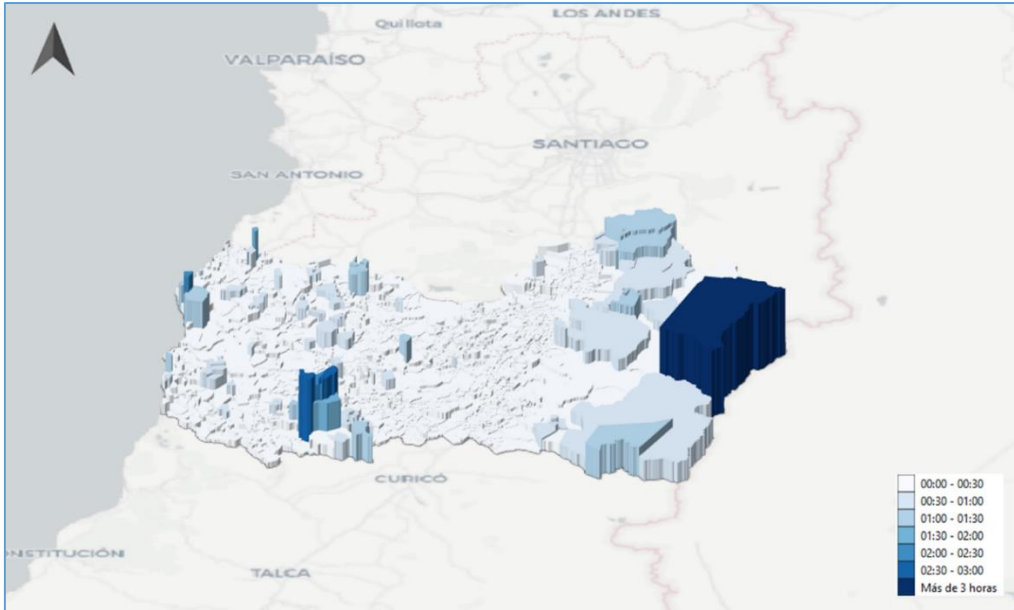 LOS ANDES
Quillota
VALPARAÍSO
SANTIAGO
SAN ANTONIO
CURICÓ
NSTITUCIÓN
TALCA
00:00 - 00:30
00:30 - 01:00
01:00 - 01:30
01:30 - 02:00
02:00 - 02:30
02:30 - 03:00
Más de 3 horas